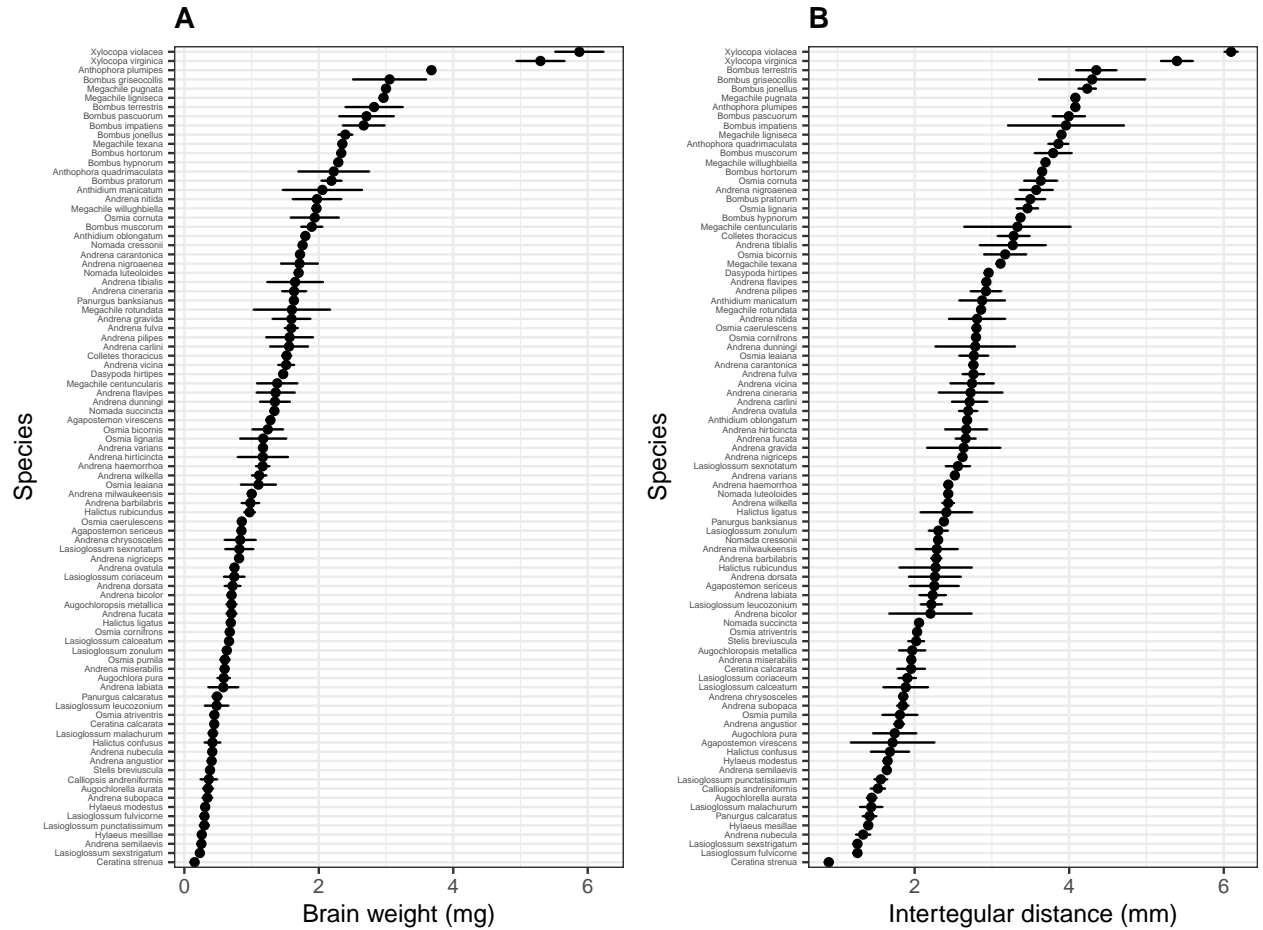 A
Species
Xylocopa violacea
Xylocopa virginica
Anthophora plumipes
Bombus griseocollis
Megachile pugnata
Megachile ligniseca
Bombus terrestris
Bombus pascuorum
Bombus impatiens
Bombus jonellus
Megachile texana
Bombus hortorum
Bombus hypnorum
Anthophora quadrimaculata
Bombus pratorum
Anthidium manicatum
Andrena nitida
Megachile willughbiella
Osmia cornuta
Bombus muscorum
Anthidium oblongatum
Nomada cressonii
Andrena carantonica
Andrena nigroaenea
Nomada luteoloides
Andrena tibialis
Andrena cineraria
Panurgus banksianus
Megachile rotundata
Andrena gravida
Andrena fulva
Andrena pilipes
Andrena carlini
Colletes thoracicus
Andrena vicina
Dasypoda hirtipes
Megachile centuncularis
Andrena flavipes
Andrena dunningi
Nomada succincta
Agapostemon virescens
Osmia bicornis
Osmia lignaria
Andrena varians
Andrena hirticincta
Andrena haemorrhoa
Andrena wilkella
Osmia leaiana
Andrena milwaukeensis
Andrena barbilabris
Halictus rubicundus
Osmia caerulescens
Agapostemon sericeus
Andrena chrysosceles
Lasioglossum sexnotatum
Andrena nigriceps
Andrena ovatula
Lasioglossum coriaceum
Andrena dorsata
Andrena bicolor
Augochloropsis metallica
Andrena fucata
Halictus ligatus
Osmia cornifrons
Lasioglossum calceatum
Lasioglossum zonulum
Osmia pumila
Andrena miserabilis
Augochlora pura
Andrena labiata
Panurgus calcaratus
Lasioglossum leucozonium
Osmia atriventris
Ceratina calcarata
Lasioglossum malachurum
Halictus confusus
Andrena nubecula
Andrena angustior
Stelis breviuscula
Calliopsis andreniformis
Augochlorella aurata
Andrena subopaca
Hylaeus modestus
Lasioglossum fulvicorne
Lasioglossum punctatissimum
Hylaeus mesillae
Andrena semilaevis
Lasioglossum sexstrigatum
Ceratina strenua
0 2 4 6
Brain weight (mg)
B
Species
Xylocopa violacea
Xylocopa virginica
Bombus terrestris
Bombus griseocollis
Bombus jonellus
Megachile pugnata
Anthophora plumipes
Bombus pascuorum
Bombus impatiens
Megachile ligniseca
Anthophora quadrimaculata
Bombus muscorum
Megachile willughbiella
Bombus hortorum
Osmia cornuta
Andrena nigroaenea
Bombus pratorum
Osmia lignaria
Bombus hypnorum
Megachile centuncularis
Colletes thoracicus
Andrena tibialis
Osmia bicornis
Megachile texana
Dasypoda hirtipes
Andrena flavipes
Andrena pilipes
Anthidium manicatum
Megachile rotundata
Andrena nitida
Osmia caerulescens
Osmia cornifrons
Andrena dunningi
Osmia leaiana
Andrena carantonica
Andrena fulva
Andrena vicina
Andrena cineraria
Andrena carlini
Andrena ovatula
Anthidium oblongatum
Andrena hirticincta
Andrena fucata
Andrena gravida
Andrena nigriceps
Lasioglossum sexnotatum
Andrena varians
Andrena haemorrhoa
Nomada luteoloides
Andrena wilkella
Halictus ligatus
Panurgus banksianus
Lasioglossum zonulum
Nomada cressonii
Andrena milwaukeensis
Andrena barbilabris
Halictus rubicundus
Andrena dorsata
Agapostemon sericeus
Andrena labiata
Lasioglossum leucozonium
Andrena bicolor
Nomada succincta
Osmia atriventris
Stelis breviuscula
Augochloropsis metallica
Andrena miserabilis
Ceratina calcarata
Lasioglossum coriaceum
Lasioglossum calceatum
Andrena chrysosceles
Andrena subopaca
Osmia pumila
Andrena angustior
Augochlora pura
Agapostemon virescens
Halictus confusus
Hylaeus modestus
Andrena semilaevis
Lasioglossum punctatissimum
Calliopsis andreniformis
Augochlorella aurata
Lasioglossum malachurum
Panurgus calcaratus
Hylaeus mesillae
Andrena nubecula
Lasioglossum sexstrigatum
Lasioglossum fulvicorne
Ceratina strenua
2 4 6
Intertegular distance (mm)